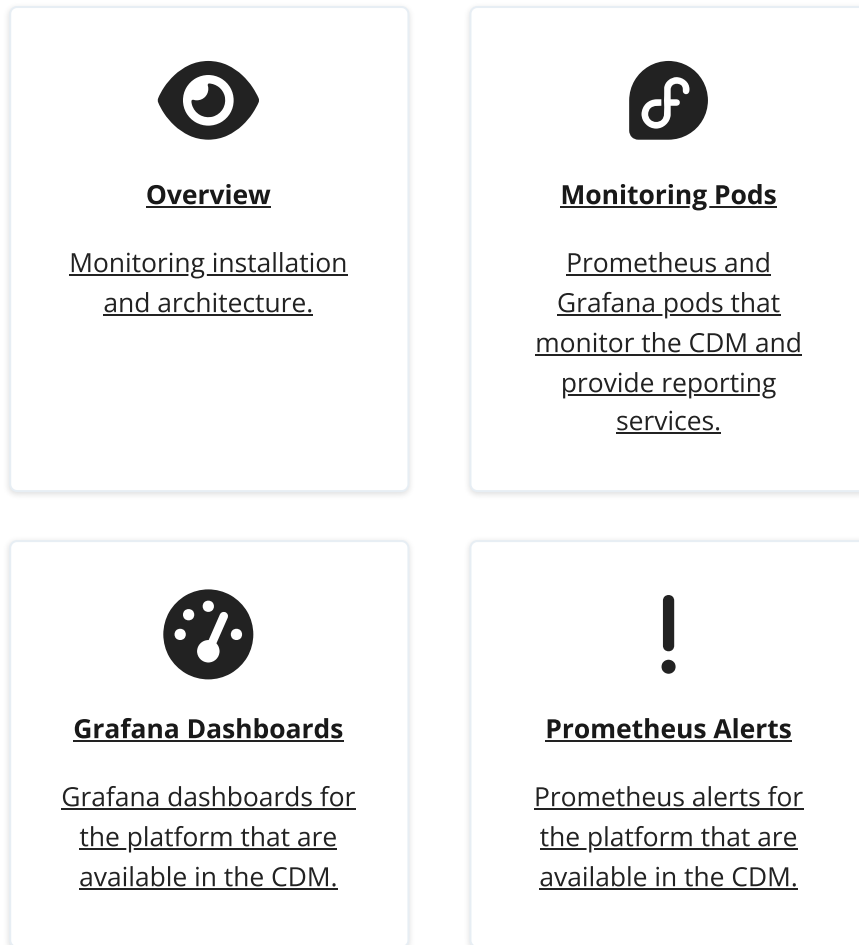 Overview
Monitoring installation
and architecture.
Monitoring Pods
Prometheus and
Grafana pods that
monitor the CDM and
provide reporting
services.
Grafana Dashboards
Grafana dashboards for
the platform that are
available in the CDM.
Prometheus Alerts
Prometheus alerts for
the platform that are
available in the CDM.